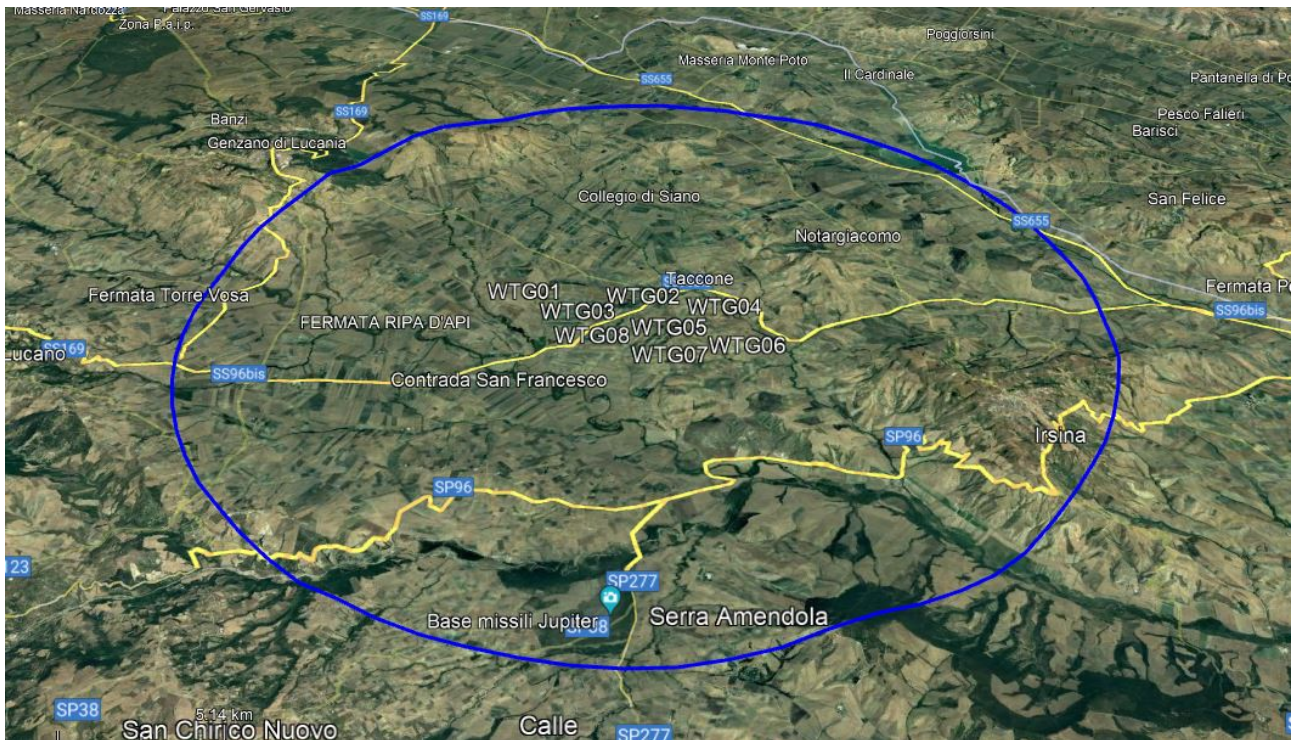 Masseria Narcozza
Palazzo San Gervasio
Zona P.a.i.p.
SS169
Poggiorsini
Masseria Monte Poto
Il Cardinale
SS655
Pantanella di Po
SS169
Pesco Falieri
Banzi
Barisci
Genzano di Lucania
Collegio di Siano
San Felice
SS655
Notargiacomo
Taccone
Fermata Torre Vosa
WTG01
WTG02
Fermata Po
WTG03
WTG04
SS96bis
FERMATA RIPA D'API
WTG05
WTG08
WTG06
SS169
Lucano
WTG07
SS96bis
Contrada San Francesco
SP96
Irsina
SP96
123
SP277
Base missili Jupiter
SP38
Serra Amendola
SP38
5.14 km
San Chirico Nuovo
Calle
SP277